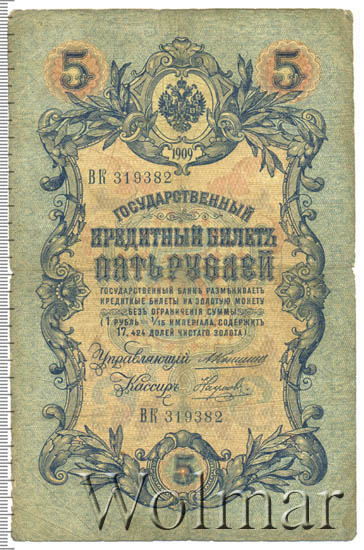 5 5
1909
ВК 319382
ГОСУДАРСТВЕННЫЙ
КРЕДИТНЫЙ БИЛЕТЪ
ПЯТЬ РУБЛЕЙ
ГОСУДАРСТВЕННЫЙ БАНКЪ РАЗМѢНИВАЕТЪ
КРЕДИТНЫЕ БИЛЕТЫ НА ЗОЛОТУЮ МОНЕТУ
БЕЗЪ ОГРАНИЧЕНІЯ СУММЫ
(1 РУБЛЬ = 1/15 ИМПЕРІАЛА, СОДЕРЖИТЪ
17,424 ДОЛЕЙ ЧИСТАГО ЗОЛОТА).
Управляющій
Кассиръ
ВК 319382
5
Wolmar